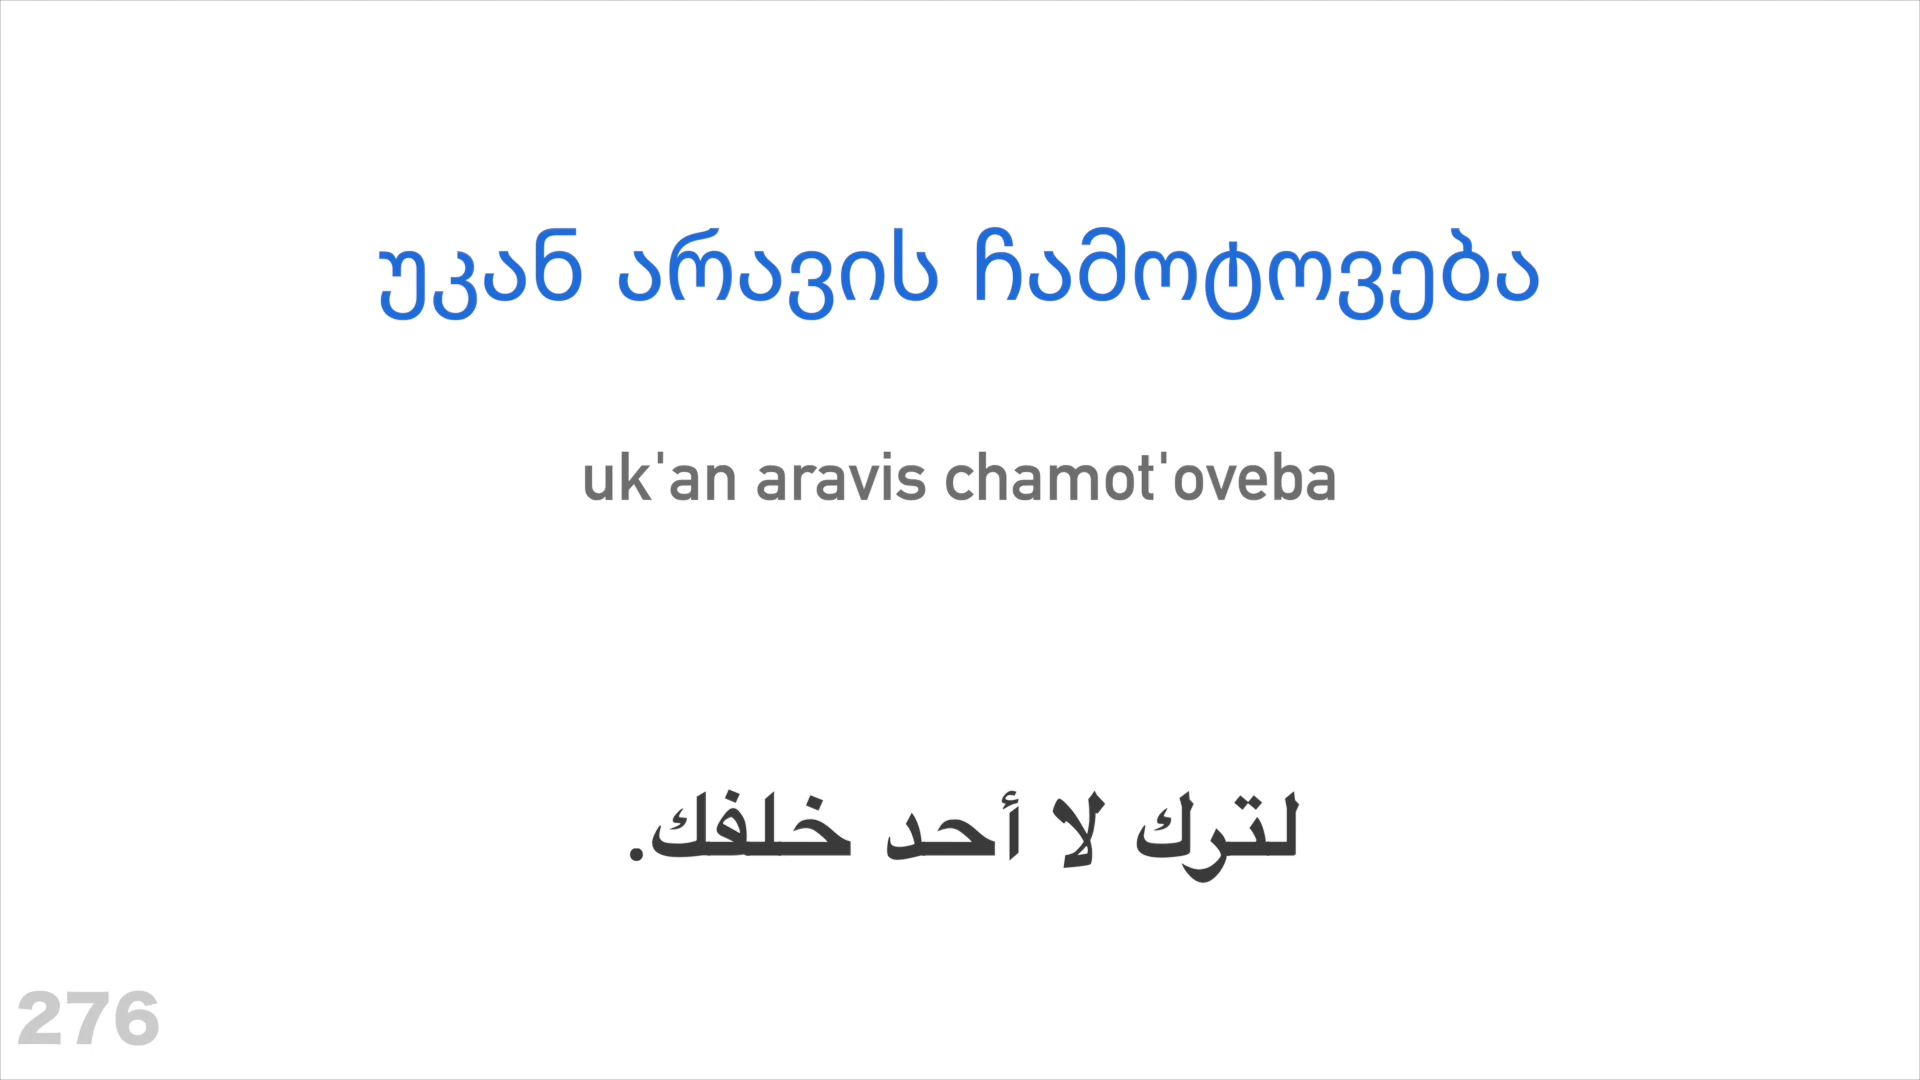 უკან არავის ჩამოტოვება
uk'an aravis chamot'oveba
لترك لا أحد خلفك.
276